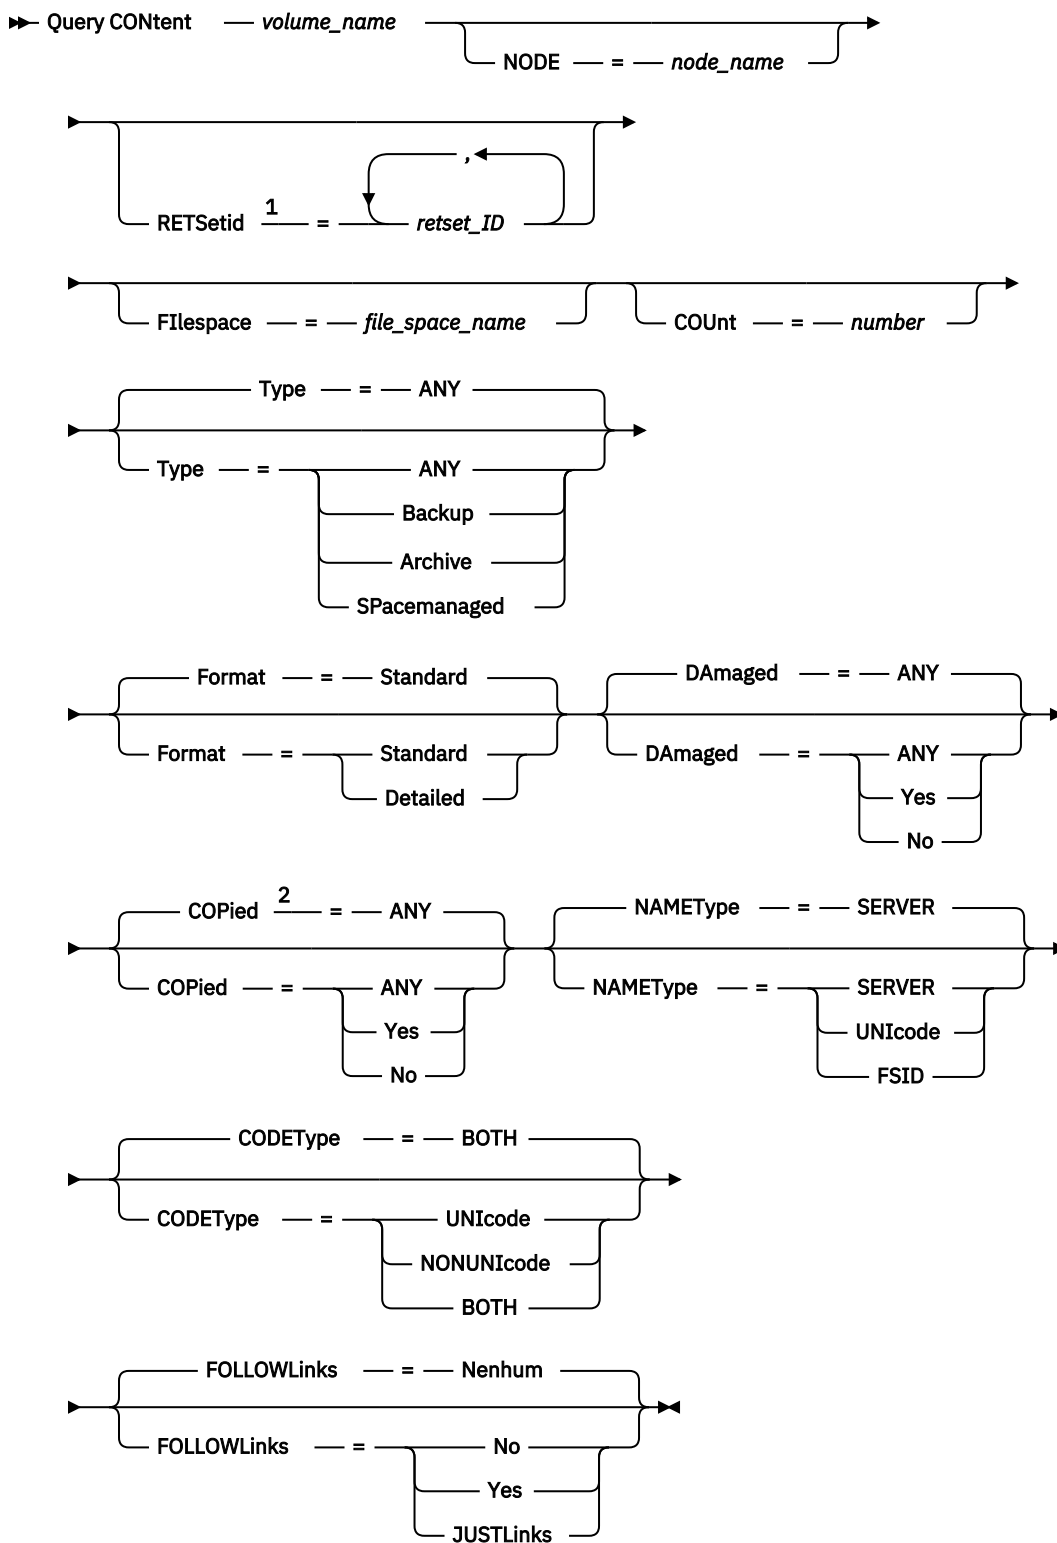 Query CONtent volume_name
NODE = node_name
,
RETSetid 1 = retset_ID
FIlespace = file_space_name COUnt = number
Type = ANY
Type = ANY
Backup
Archive
SPacemanaged
Format = Standard DAmaged = ANY
Format = Standard DAmaged = ANY
Detailed Yes
No
COPied 2 = ANY NAMEType = SERVER
COPied = ANY NAMEType = SERVER
Yes UNIcode
No FSID
CODEType = BOTH
CODEType = UNIcode
NONUNIcode
BOTH
FOLLOWLinks = Nenhum
FOLLOWLinks = No
Yes
JUSTLinks